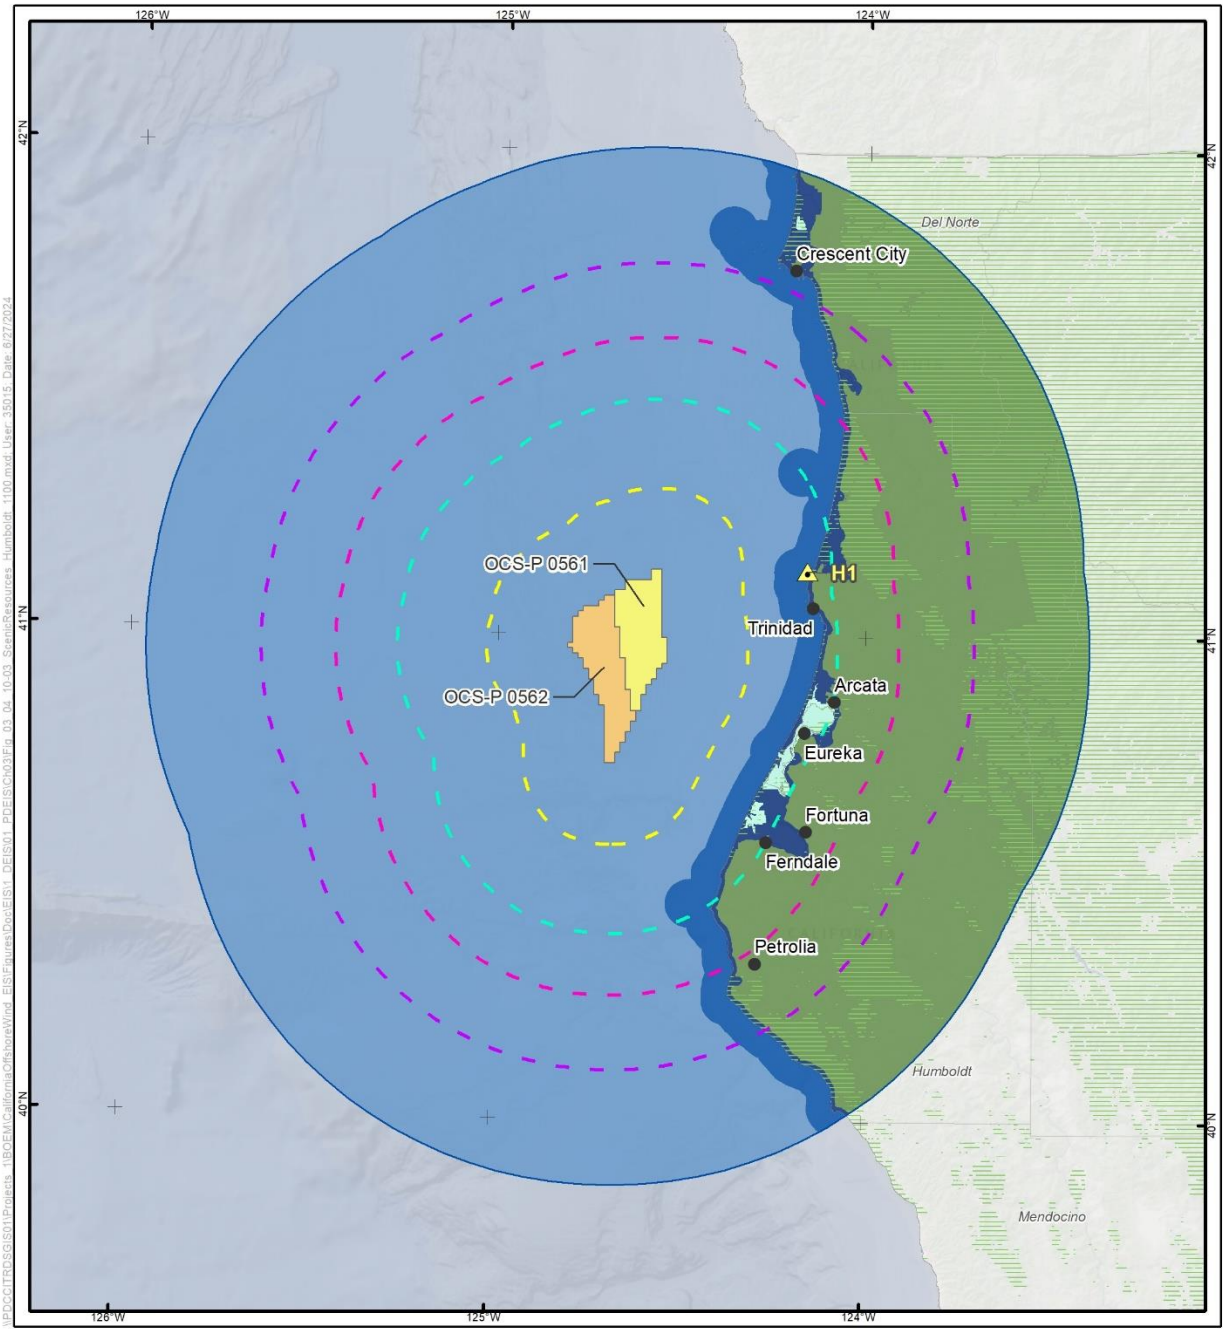 126°W
125°W
124°W
42°N
42°N
Del Norte
Crescent City
OCS-P 0561
H1
41°N
41°N
Trinidad
Arcata
OCS-P 0562
Eureka
Fortuna
Ferndale
Petrolia
Humboldt
40°N
40°N
Mendocino
126°W
125°W
124°W